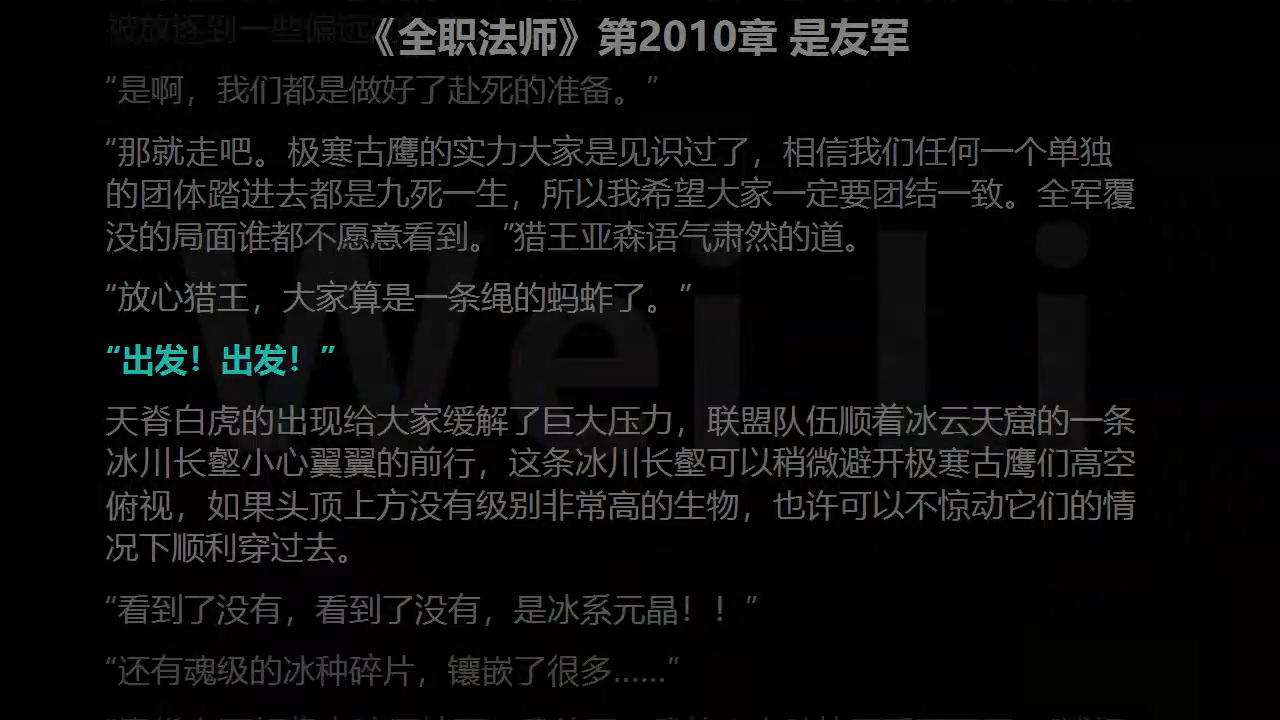 被放逐到一些偏远
《全职法师》第2010章 是友军
“是啊，我们都是做好了赴死的准备。”
“那就走吧。极寒古鹰的实力大家是见识过了，相信我们任何一个单独
的团体踏进去都是九死一生，所以我希望大家一定要团结一致。全军覆
没的局面谁都不愿意看到。”猎王亚森语气肃然的道。
“放心猎王，大家算是一条绳的蚂蚱了。”
“出发！出发！”
天脊白虎的出现给大家缓解了巨大压力，联盟队伍顺着冰云天窟的一条
冰川长壑小心翼翼的前行，这条冰川长壑可以稍微避开极寒古鹰们高空
俯视，如果头顶上方没有级别非常高的生物，也许可以不惊动它们的情
况下顺利穿过去。
“看到了没有，看到了没有，是冰系元晶！！”
“还有魂级的冰种碎片，镶嵌了很多……”
Wei Li